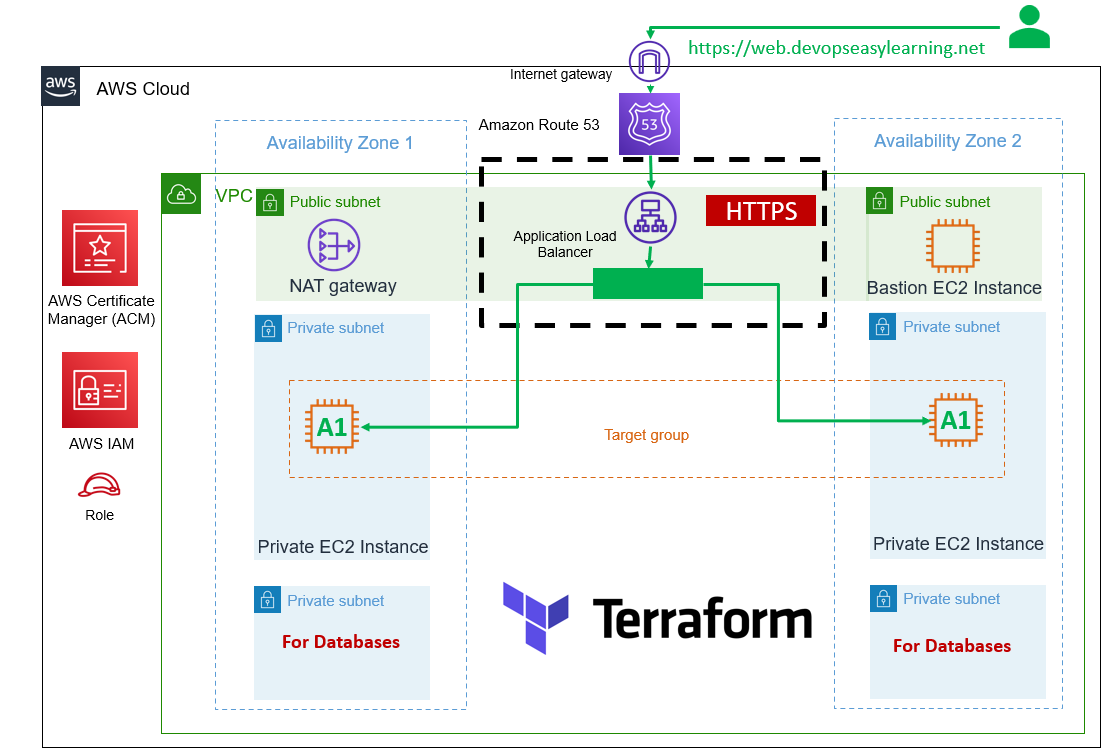 https://web.devopseasylearning.net
Internet gateway
aws
AWS Cloud
Amazon Route 53
53
Availability Zone 1
Availability Zone 2
VPC
Public subnet
HTTPS
Public subnet
Application Load
Balancer
NAT gateway
Bastion EC2 Instance
AWS Certificate
Manager (ACM)
Private subnet
Private subnet
A1
A1
Target group
AWS IAM
Role
Private EC2 Instance
Private EC2 Instance
Private subnet
Private subnet
Terraform
For Databases
For Databases